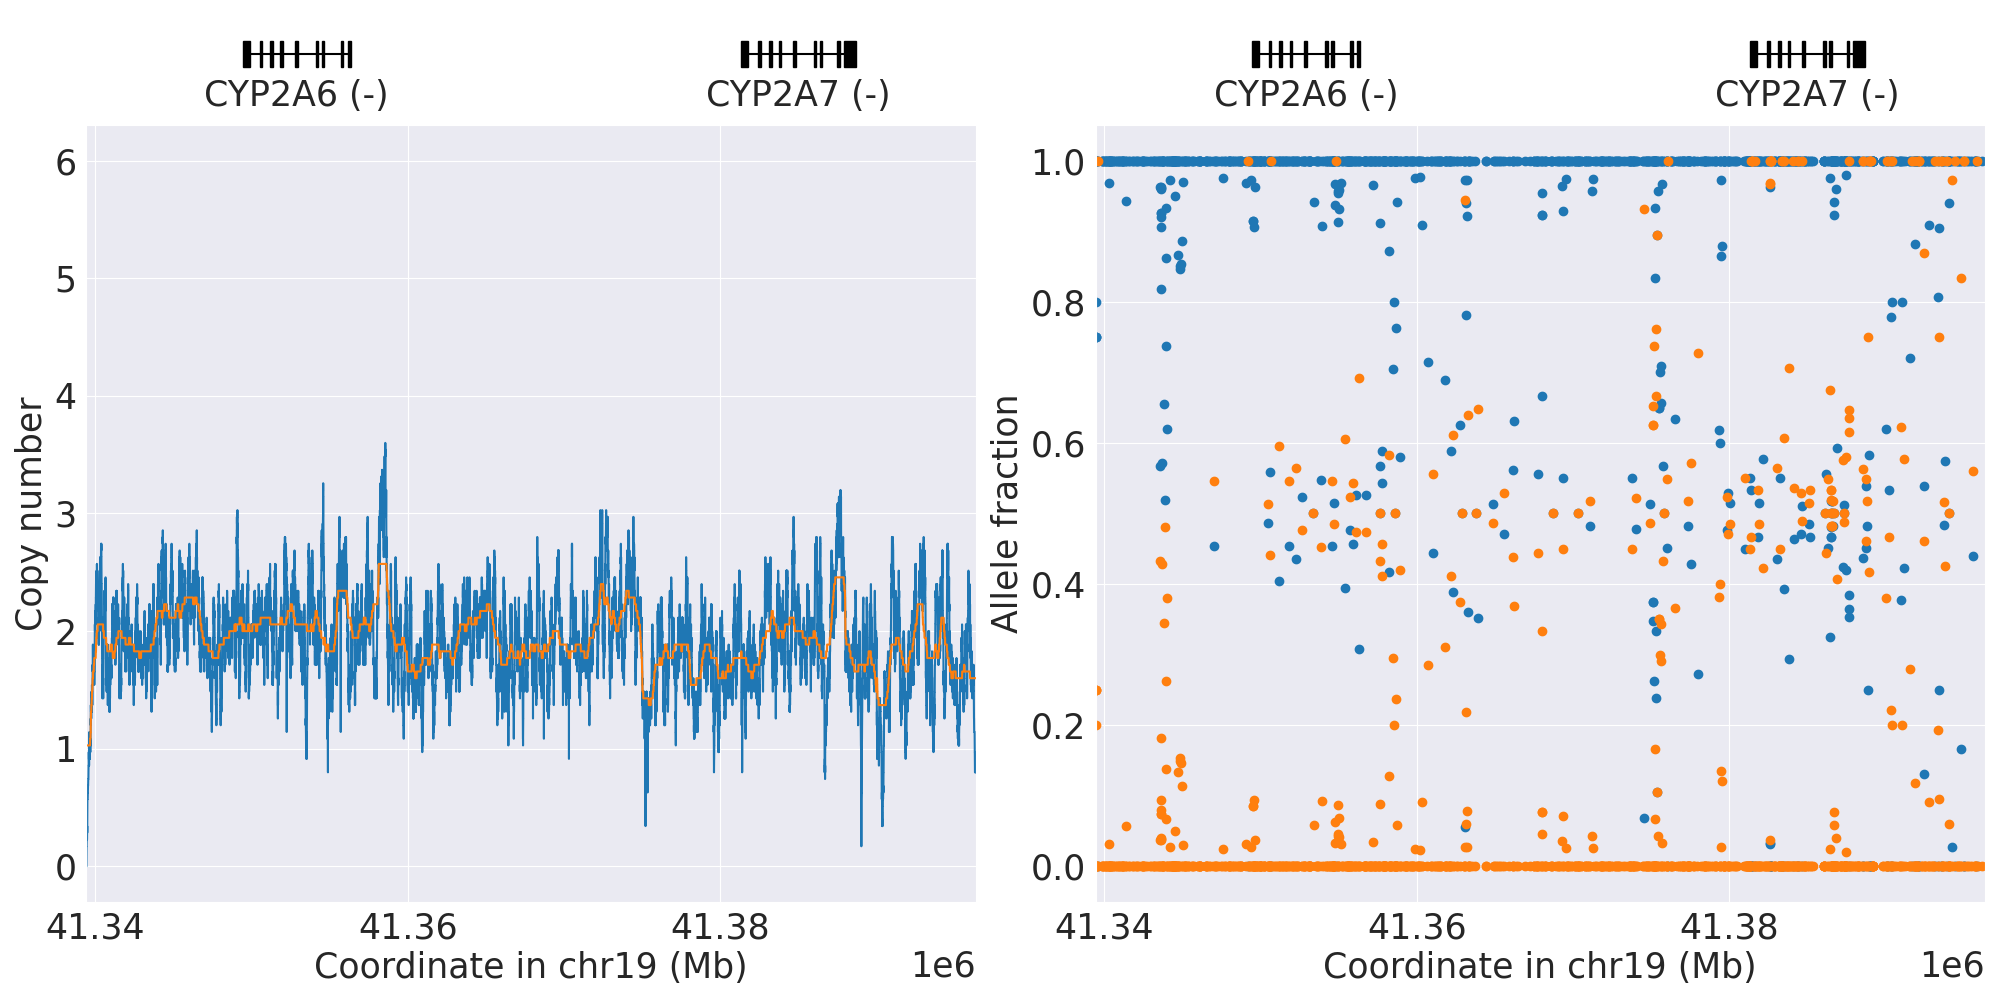 CYP2A6 (-)
CYP2A7 (-)
CYP2A6 (-)
CYP2A7 (-)
Copy number
6
5
4
3
2
1
0
41.34
41.36
41.38
Coordinate in chr19 (Mb)
1e6
Allele fraction
1.0
0.8
0.6
0.4
0.2
0.0
41.34
41.36
41.38
Coordinate in chr19 (Mb)
1e6